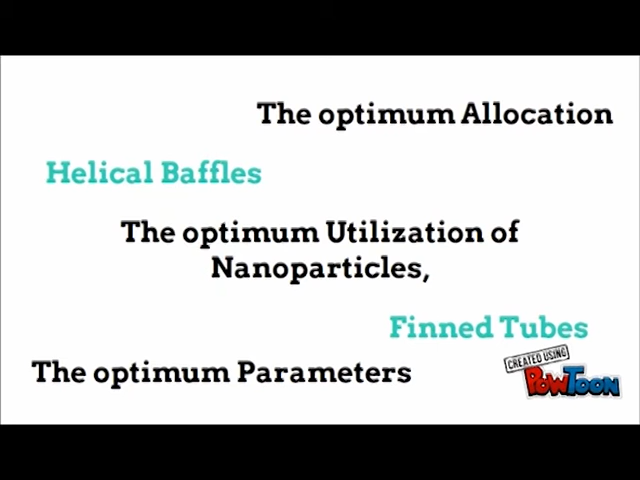 The optimum Allocation
Helical Baffles
The optimum Utilization of
Nanoparticles,
Finned Tubes
The optimum Parameters
CREATED USING
POWTOON